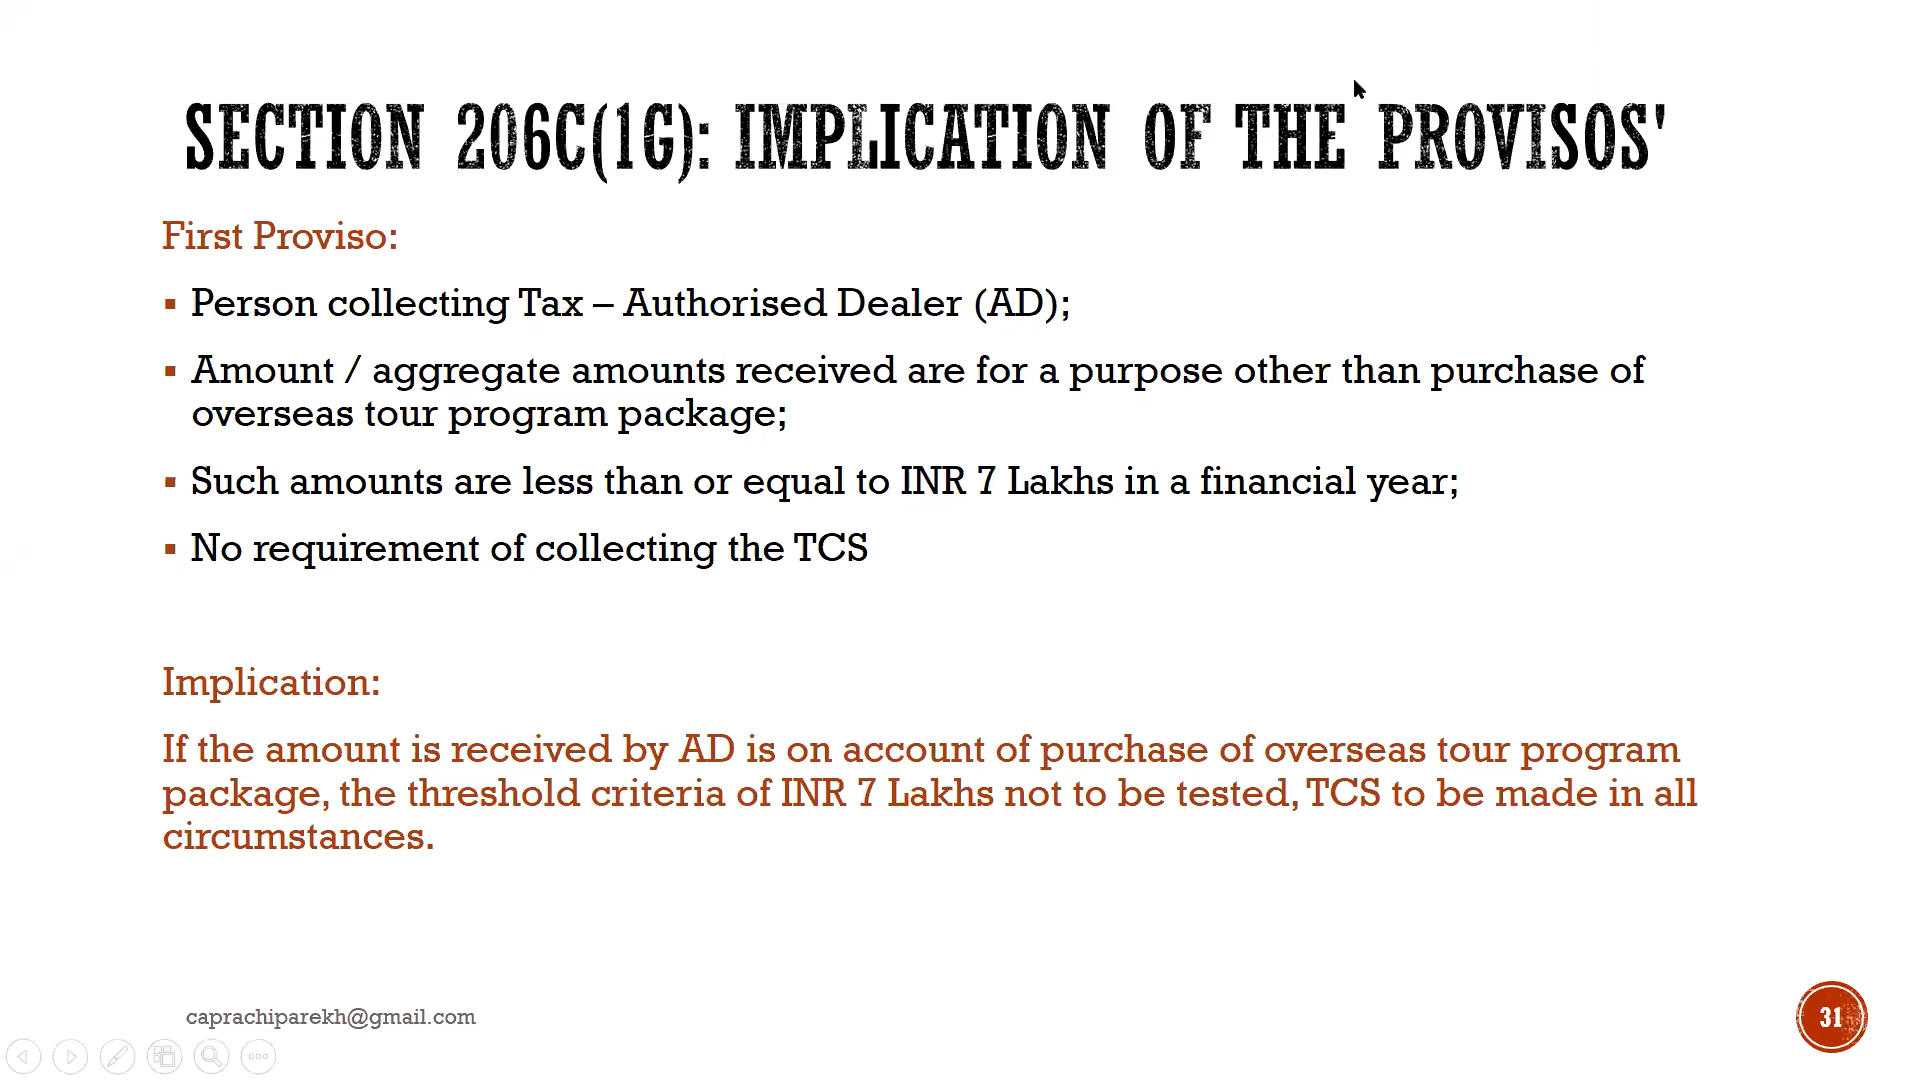 SECTION 206C(1G): IMPLICATION OF THE PROVISOS'
First Proviso:
▪ Person collecting Tax – Authorised Dealer (AD);
▪ Amount / aggregate amounts received are for a purpose other than purchase of
overseas tour program package;
▪ Such amounts are less than or equal to INR 7 Lakhs in a financial year;
▪ No requirement of collecting the TCS
Implication:
If the amount is received by AD is on account of purchase of overseas tour program
package, the threshold criteria of INR 7 Lakhs not to be tested, TCS to be made in all
circumstances.
caprachiparekh@gmail.com
31